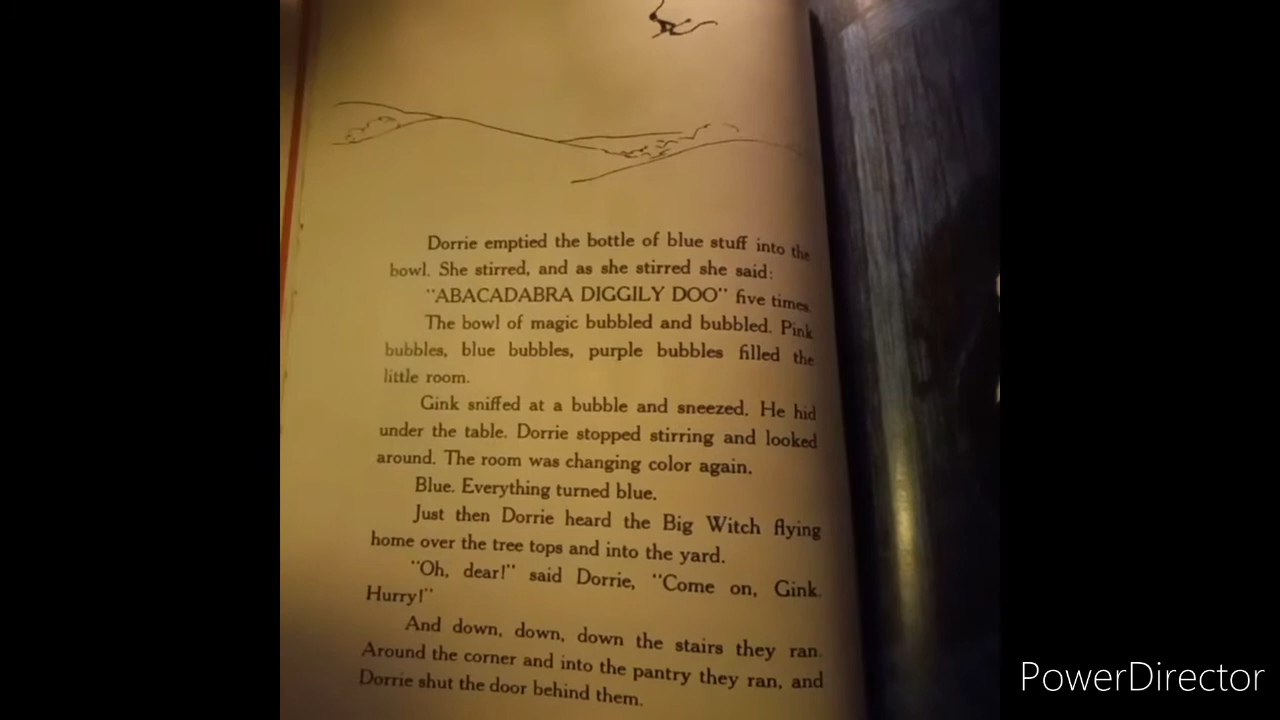 Dorrie emptied the bottle of blue stuff into the
bowl. She stirred, and as she stirred she said:
"ABACADABRA DIGGILY DOO" five times.
The bowl of magic bubbled and bubbled. Pink
bubbles, blue bubbles, purple bubbles filled the
little room.
Gink sniffed at a bubble and sneezed. He hid
under the table. Dorrie stopped stirring and looked
around. The room was changing color again.
Blue. Everything turned blue.
Just then Dorrie heard the Big Witch flying
home over the tree tops and into the yard.
"Oh, dear!" said Dorrie, "Come on, Gink.
Hurry!"
And down, down, down the stairs they ran.
Around the corner and into the pantry they ran, and
Dorrie shut the door behind them.
PowerDirector